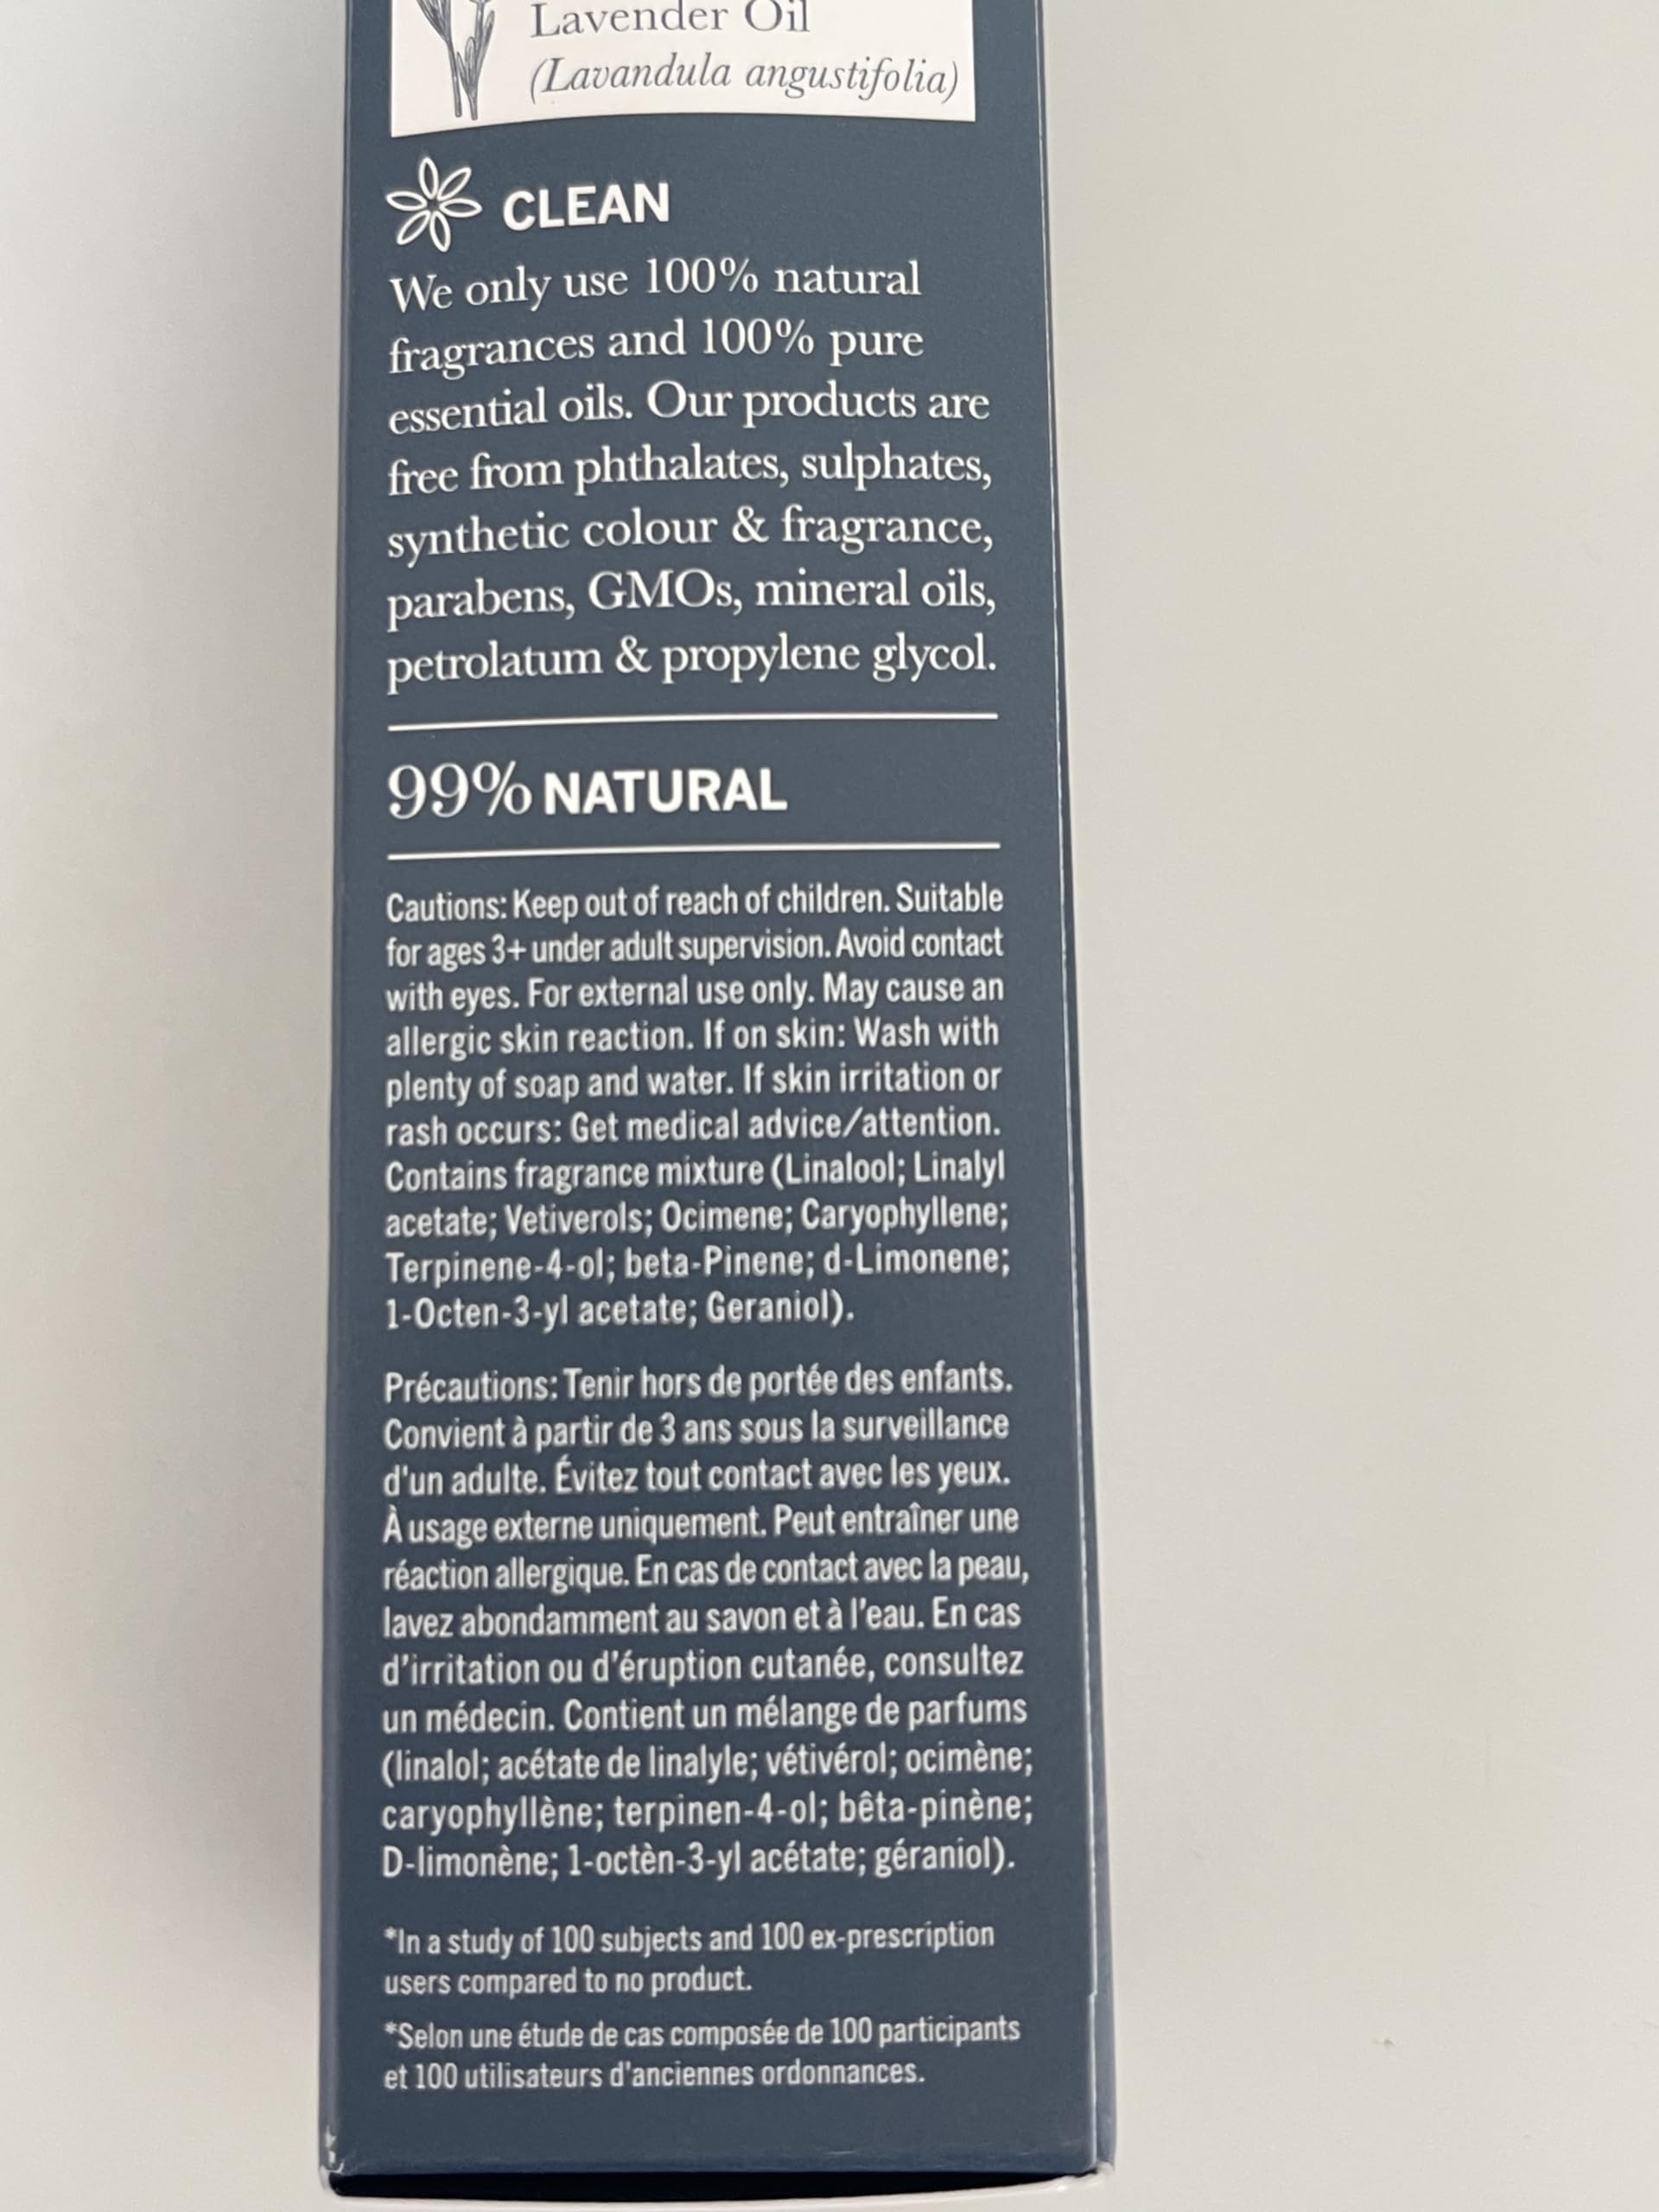 Lavender Oil
(Lavandula angustifolia)
CLEAN
We only use 100% natural
fragrances and 100% pure
essential oils. Our products are
free from phthalates, sulphates,
synthetic colour & fragrance,
parabens, GMOs, mineral oils,
petrolatum & propylene glycol.
99% NATURAL
Cautions: Keep out of reach of children. Suitable
for ages 3+ under adult supervision. Avoid contact
with eyes. For external use only. May cause an
allergic skin reaction. If on skin: Wash with
plenty of soap and water. If skin irritation or
rash occurs: Get medical advice/attention.
Contains fragrance mixture (Linalool; Linalyl
acetate; Vetiverols; Ocimene; Caryophyllene;
Terpinene-4-ol; beta-Pinene; d-Limonene;
1-Octen-3-yl acetate; Geraniol).
Précautions: Tenir hors de portée des enfants.
Convient à partir de 3 ans sous la surveillance
d'un adulte. Évitez tout contact avec les yeux.
À usage externe uniquement. Peut entraîner une
réaction allergique. En cas de contact avec la peau,
lavez abondamment au savon et à l'eau. En cas
d'irritation ou d'éruption cutanée, consultez
un médecin. Contient un mélange de parfums
(linalol; acétate de linalyle; vétivérol; ocimène;
caryophyllène; terpinen-4-ol; bêta-pinène;
D-limonène; 1-octèn-3-yl acétate; géraniol).
*In a study of 100 subjects and 100 ex-prescription
users compared to no product.
*Selon une étude de cas composée de 100 participants
et 100 utilisateurs d'anciennes ordonnances.